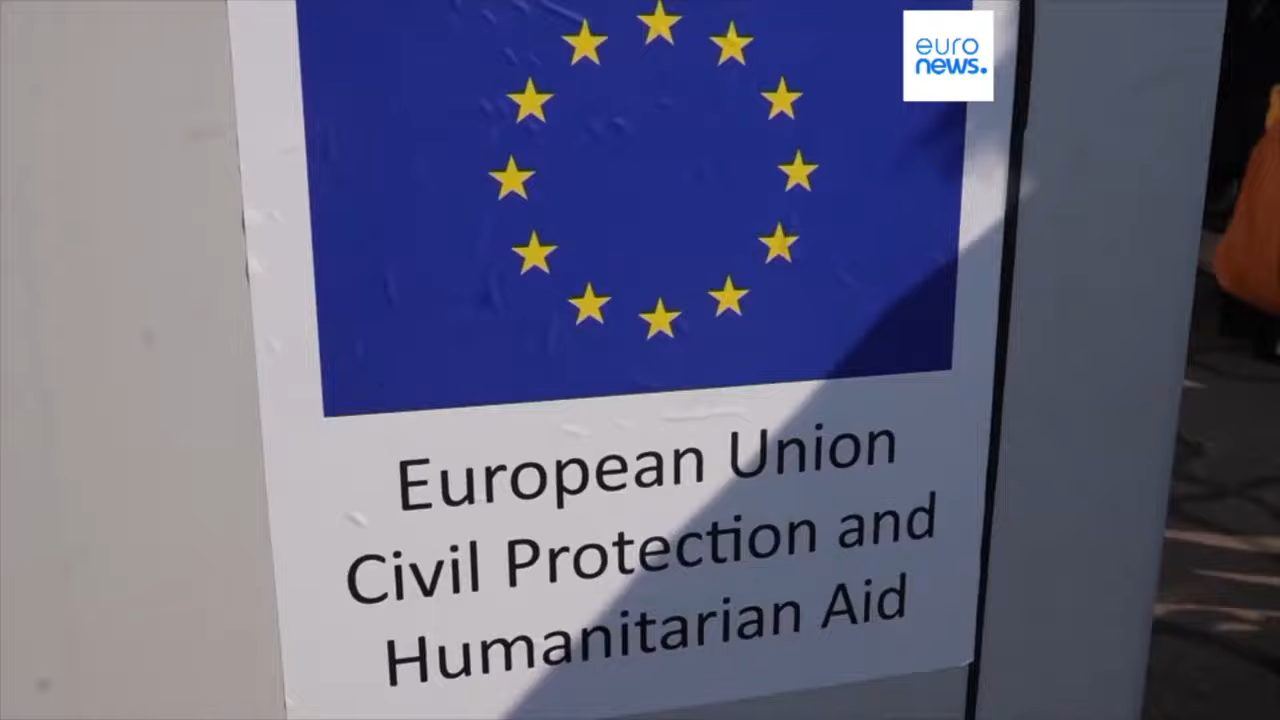 euro
news.
European Union
Civil Protection and
Humanitarian Aid